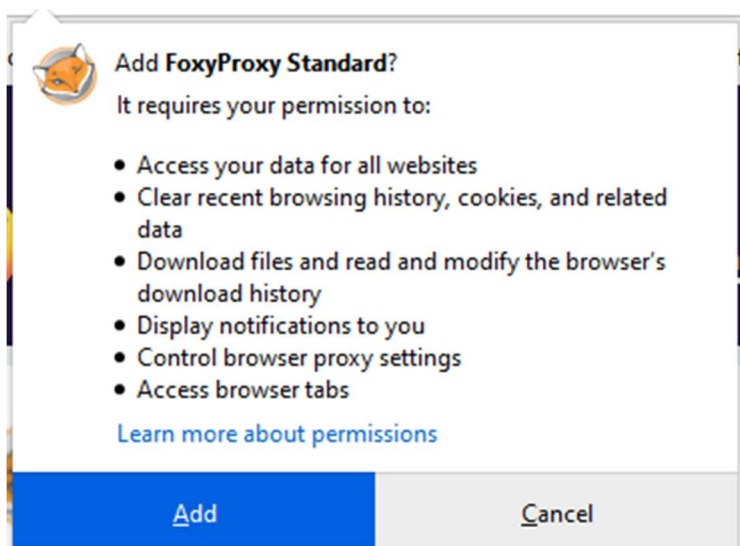 Add FoxyProxy Standard?
It requires your permission to:
• Access your data for all websites
• Clear recent browsing history, cookies, and related
data
• Download files and read and modify the browser's
download history
• Display notifications to you
• Control browser proxy settings
• Access browser tabs
Learn more about permissions
Add
Cancel